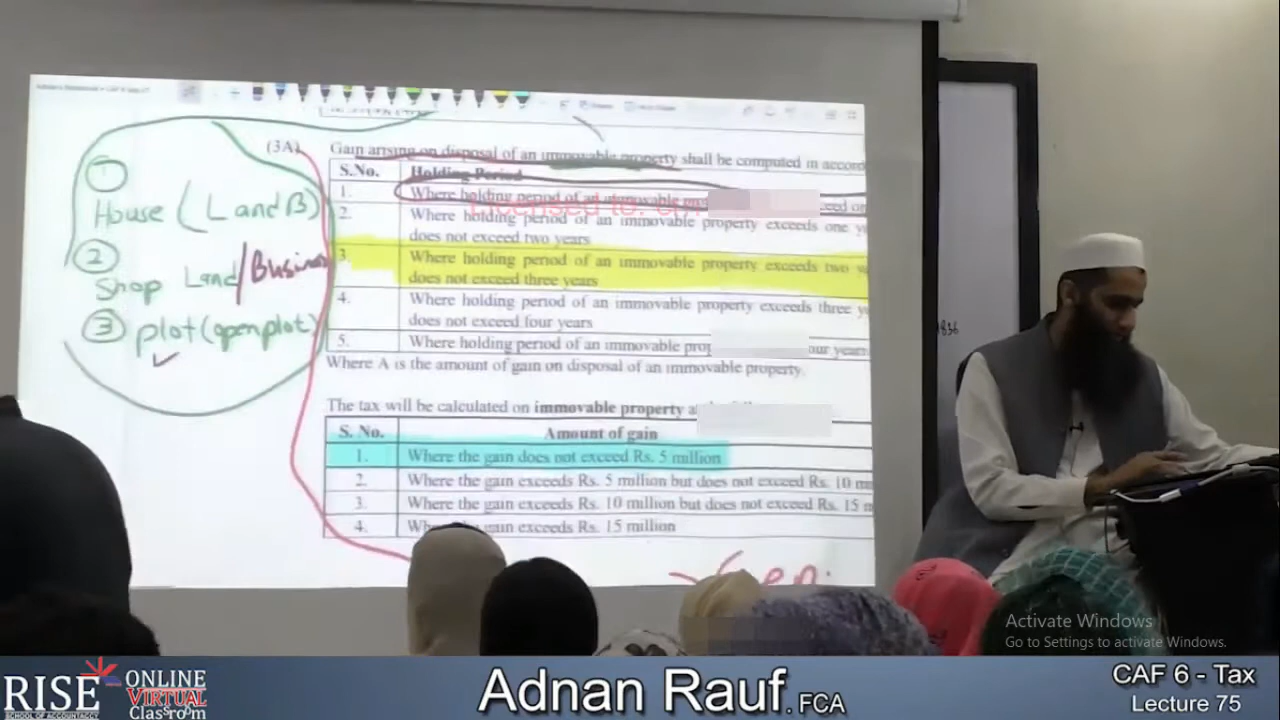 (3A) Gain arising on disposal of an immovable property shall be computed in accor
S.No. Holding Period
1. Where holding period of an immovable
Licensed to:
2. Where holding period of an immovable property exceeds one y
does not exceed two years
3. Where holding period of an immovable property exceeds two
does not exceed three years
4. Where holding period of an immovable property exceeds three y
does not exceed four years
5. Where holding period of an immovable prop our years
Where A is the amount of gain on disposal of an immovable property.
The tax will be calculated on immovable property
S. No. Amount of gain
1. Where the gain does not exceed Rs. 5 million
2. Where the gain exceeds Rs. 5 million but does not exceed Rs. 10 m
3. Where the gain exceeds Rs. 10 million but does not exceed Rs. 15 m
4. gain exceeds Rs. 15 million
1
House (Land B)
2
Shop Land/Busines
3 plot (open plot)
Activate Windows
Go to Settings to activate Windows.
RISE
SCHOOL OF ACCOUNTANCY
ONLINE
VIRTUAL
Classroom
Adnan Rauf. FCA
CAF 6 - Tax
Lecture 75